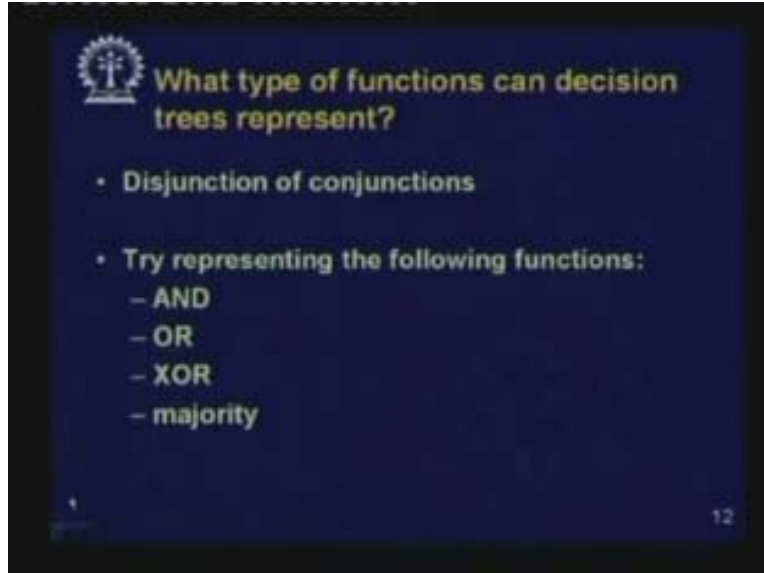 What type of functions can decision
trees represent?
• Disjunction of conjunctions
• Try representing the following functions:
– AND
– OR
– XOR
– majority
12